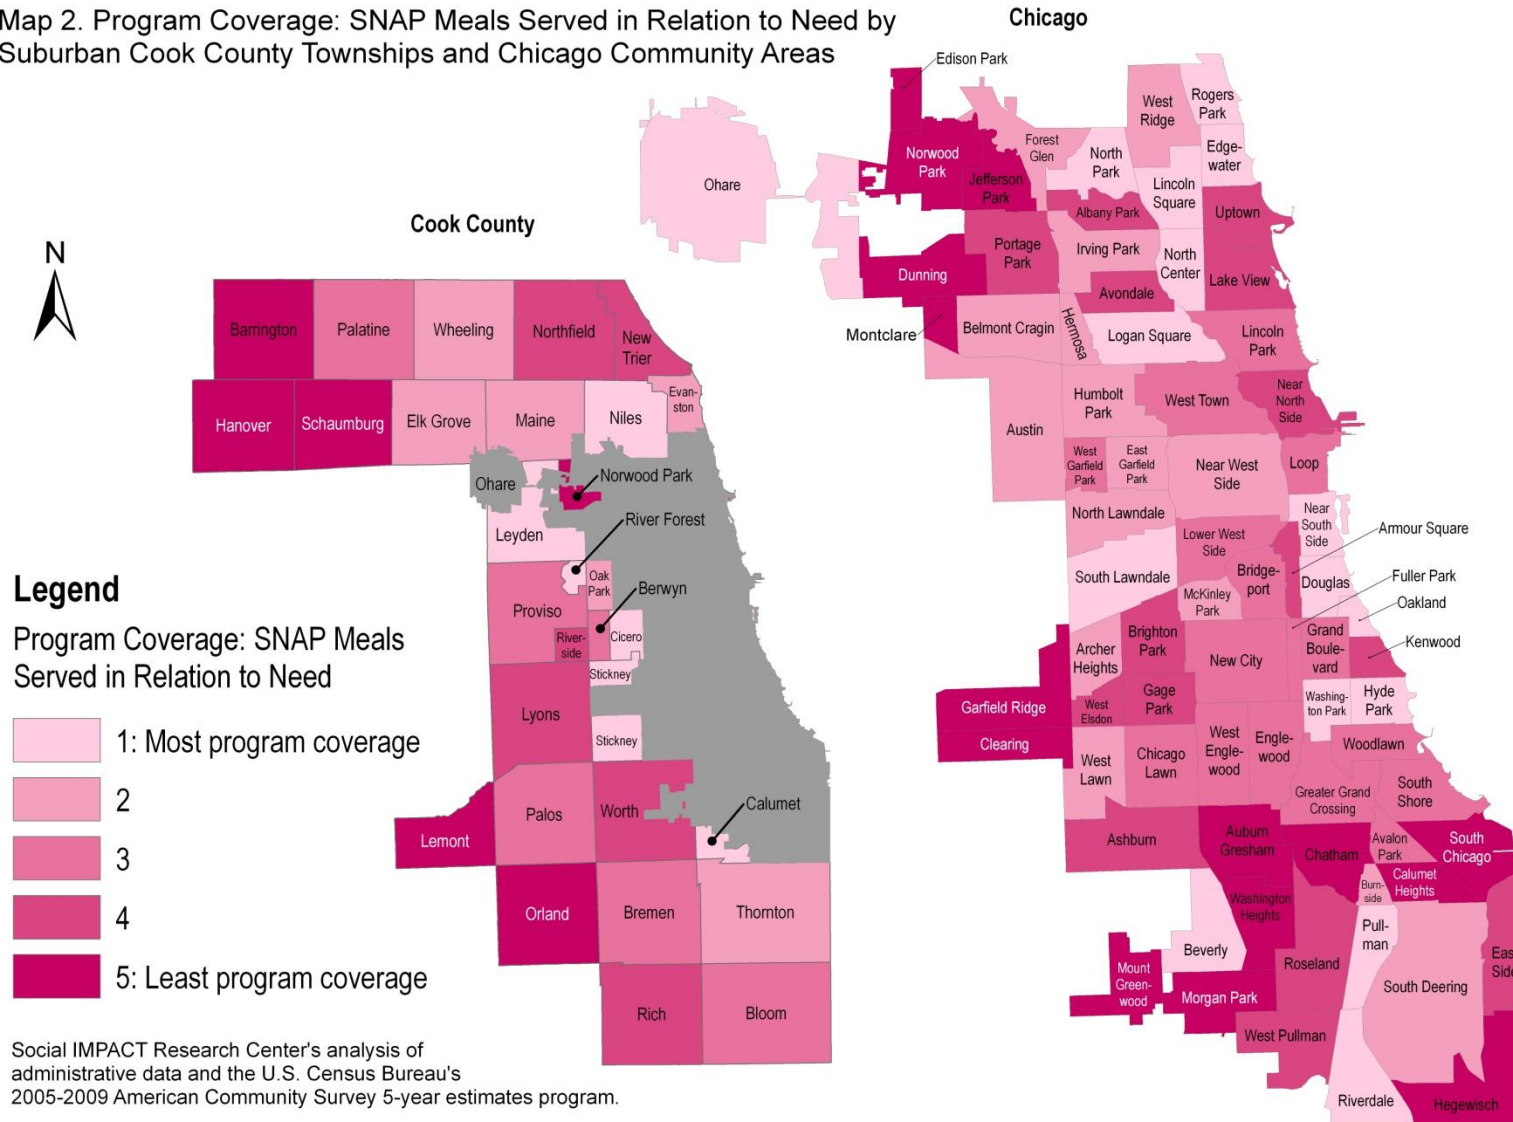 Map 2. Program Coverage: SNAP Meals Served in Relation to Need by
Suburban Cook County Townships and Chicago Community Areas
Chicago
Cook County
N
Barrington
Palatine
Wheeling
Northfield
New
Trier
Hanover
Schaumburg
Elk Grove
Maine
Niles
Evan-
ston
Ohare
Norwood Park
Leyden
River Forest
Oak
Park
Berwyn
Proviso
River-
side
Cicero
Stickney
Lyons
Stickney
Palos
Worth
Calumet
Lemont
Orland
Bremen
Thornton
Rich
Bloom
Legend
Program Coverage: SNAP Meals
Served in Relation to Need
1: Most program coverage
2
3
4
5: Least program coverage
Social IMPACT Research Center's analysis of
administrative data and the U.S. Census Bureau's
2005-2009 American Community Survey 5-year estimates program.
Edison Park
Ohare
Norwood
Park
Jefferson
Park
Forest
Glen
North
Park
West
Ridge
Rogers
Park
Edge-
water
Lincoln
Square
Albany Park
Uptown
Portage
Park
Irving Park
North
Center
Dunning
Avondale
Lake View
Montclare
Belmont Cragin
Hermosa
Logan Square
Lincoln
Park
Austin
Humbolt
Park
West Town
Near
North
Side
West
Garfield
Park
East
Garfield
Park
Near West
Side
Loop
North Lawndale
Near
South
Side
Lower West
Side
Armour Square
South Lawndale
Bridge-
port
Douglas
Fuller Park
McKinley
Park
Oakland
Archer
Heights
Brighton
Park
New City
Grand
Boule-
vard
Kenwood
Garfield Ridge
West
Elsdon
Gage
Park
Washing-
ton Park
Hyde
Park
Clearing
West
Lawn
Chicago
Lawn
West
Engle-
wood
Engle-
wood
Woodlawn
Greater Grand
Crossing
South
Shore
Ashburn
Auburn
Gresham
Chatham
Avalon
Park
South
Chicago
Calumet
Heights
Burn-
side
Washington
Heights
Beverly
Pull-
man
Roseland
Eas
Side
Mount
Green-
wood
Morgan Park
South Deering
West Pullman
Riverdale
Hegewisch